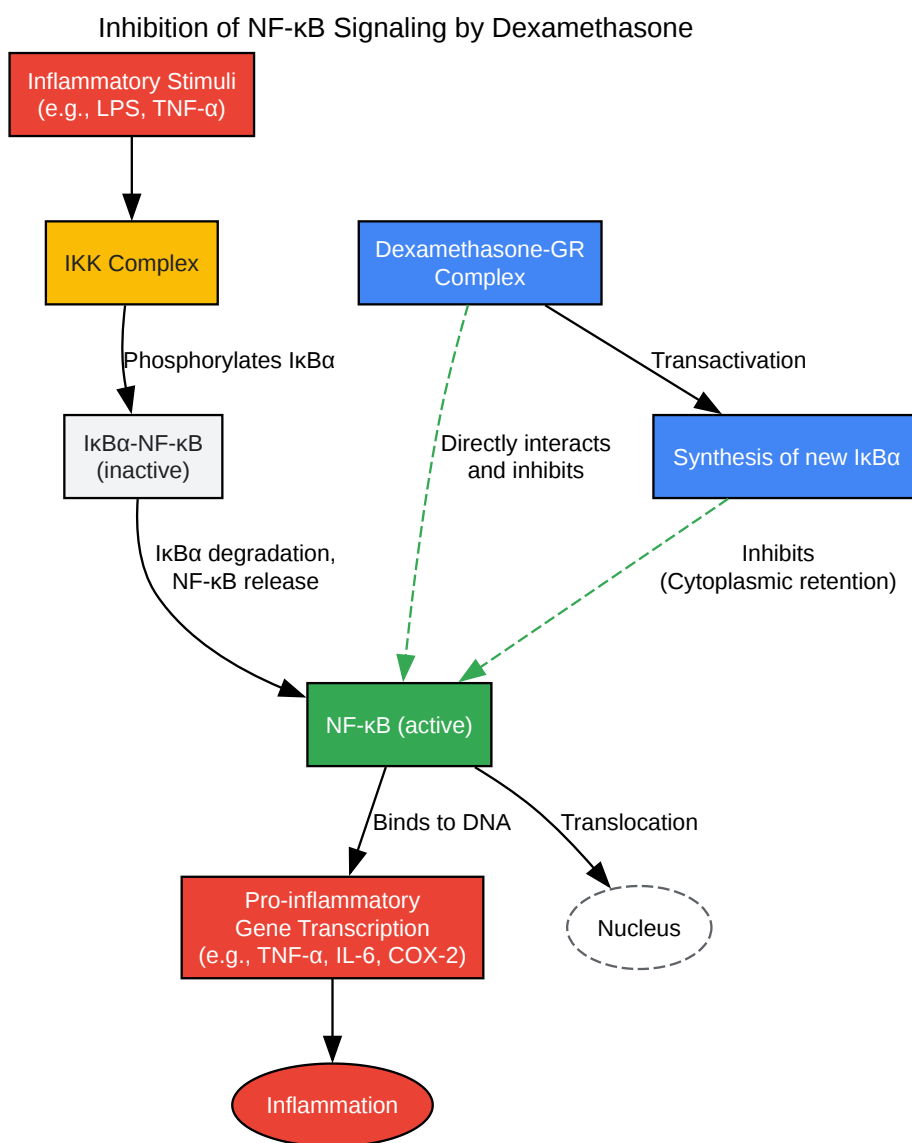 Inhibition of NF-κB Signaling by Dexamethasone
Inflammatory Stimuli
(e.g., LPS, TNF-α)
IKK Complex
Dexamethasone-GR
Complex
Phosphorylates IκBα
Transactivation
IκBα-NF-κB
(inactive)
Directly interacts
and inhibits
Synthesis of new IκBα
IκBα degradation,
NF-κB release
Inhibits
(Cytoplasmic retention)
NF-κB (active)
Binds to DNA
Translocation
Pro-inflammatory
Gene Transcription
(e.g., TNF-α, IL-6, COX-2)
Nucleus
Inflammation